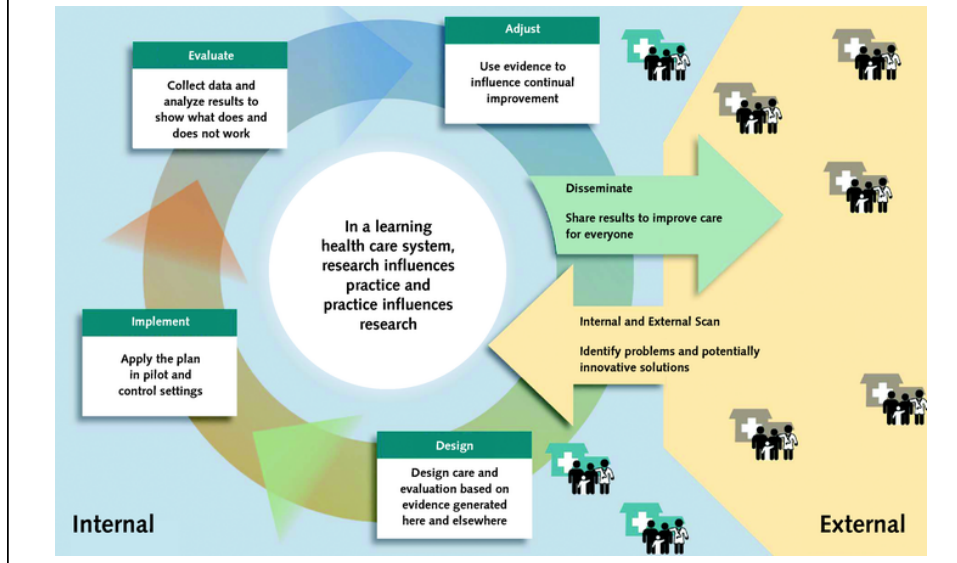 Evaluate
Collect data and
analyze results to
show what does and
does not work
Adjust
Use evidence to
influence continual
improvement
Disseminate
Share results to improve care
for everyone
In a learning
health care system,
research influences
practice and
practice influences
research
Internal and External Scan
Identify problems and potentially
innovative solutions
Implement
Apply the plan
in pilot and
control settings
Design
Design care and
evaluation based on
evidence generated
here and elsewhere
Internal
External